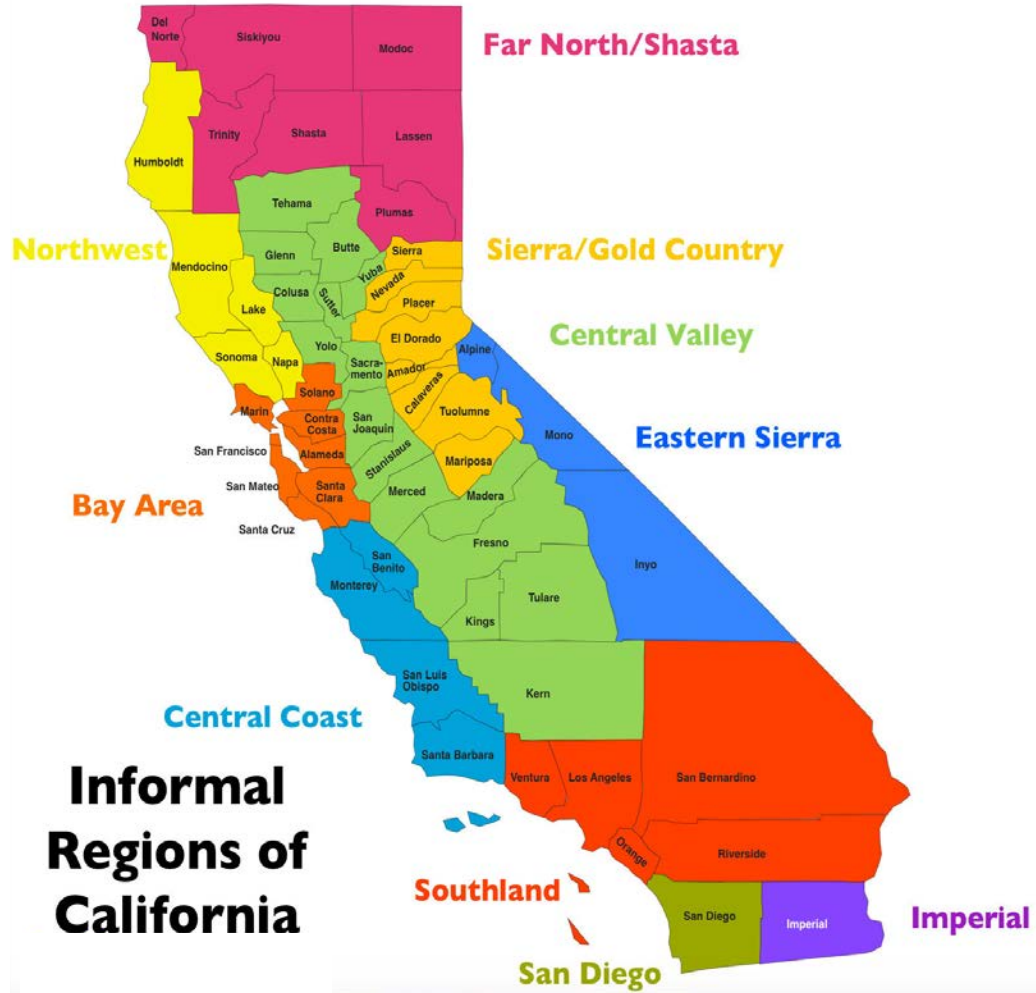 Del
Norte
Siskiyou
Modoc
Far North/Shasta
Trinity
Shasta
Lassen
Humboldt
Tehama
Plumas
Northwest
Mendocino
Glenn
Butte
Sierra
Sierra/Gold Country
Yuba
Nevada
Colusa
Sutter
Placer
Lake
El Dorado
Central Valley
Sonoma
Napa
Yolo
Sacra-
mento
Alpine
Amador
Solano
Calaveras
Marin
Contra
Costa
San
Joaquin
Tuolumne
Mono
Eastern Sierra
San Francisco
Alameda
Stanislaus
Mariposa
Bay Area
San Mateo
Santa
Clara
Merced
Madera
Santa Cruz
San
Benito
Fresno
Monterey
Inyo
Tulare
Kings
San Luis
Obispo
Kern
Central Coast
Santa Barbara
Ventura
Los Angeles
San Bernardino
Informal
Regions of
California
Orange
Riverside
Southland
San Diego
Imperial
Imperial
San Diego